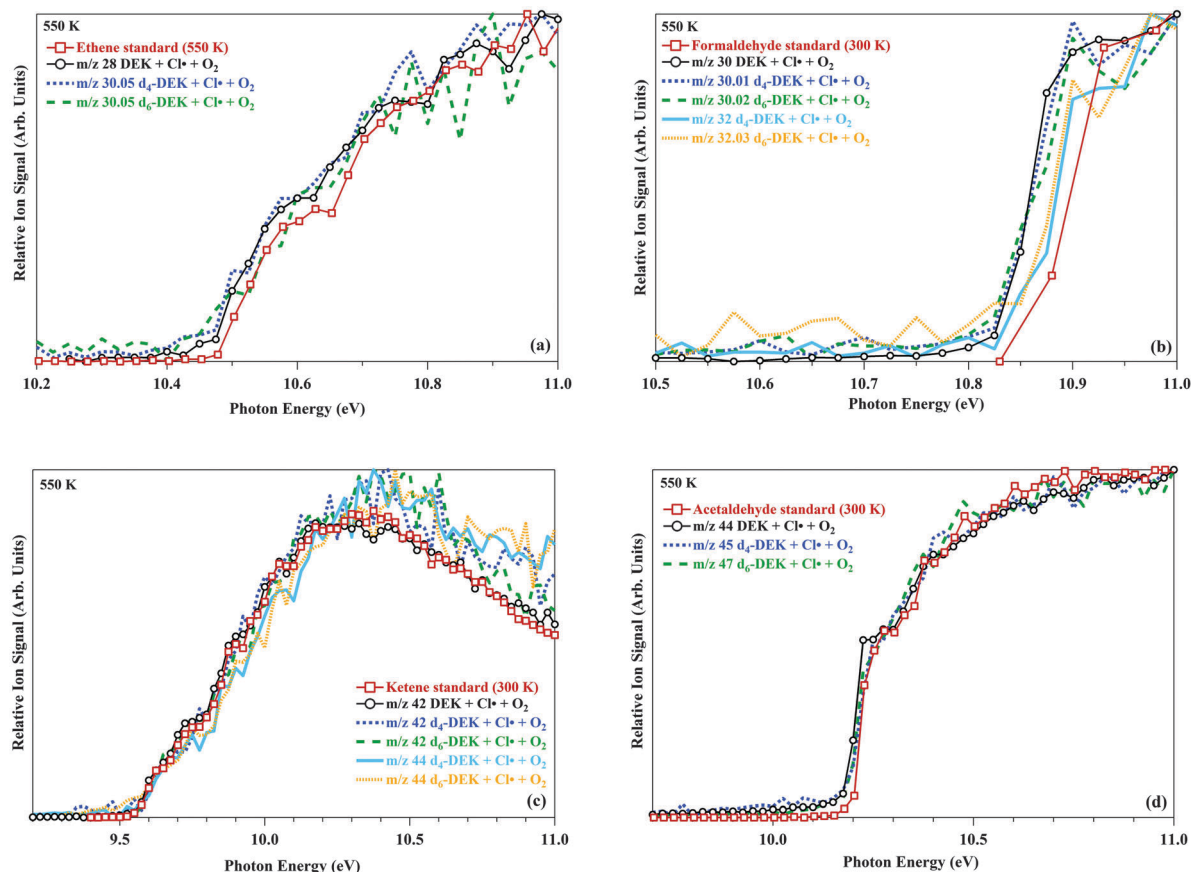 550 K
Ethene standard (550 K)
m/z 28 DEK + Cl• + O₂
m/z 30.05 d₄-DEK + Cl• + O₂
m/z 30.05 d₆-DEK + Cl• + O₂
Relative Ion Signal (Arb. Units)
(a)
10.2 10.4 10.6 10.8 11.0
Photon Energy (eV)
550 K
Formaldehyde standard (300 K)
m/z 30 DEK + Cl• + O₂
m/z 30.01 d₄-DEK + Cl• + O₂
m/z 30.02 d₆-DEK + Cl• + O₂
m/z 32 d₄-DEK + Cl• + O₂
m/z 32.03 d₆-DEK + Cl• + O₂
Relative Ion Signal (Arb. Units)
(b)
10.5 10.6 10.7 10.8 10.9 11.0
Photon Energy (eV)
550 K
Ketene standard (300 K)
m/z 42 DEK + Cl• + O₂
m/z 42 d₄-DEK + Cl• + O₂
m/z 42 d₆-DEK + Cl• + O₂
m/z 44 d₄-DEK + Cl• + O₂
m/z 44 d₆-DEK + Cl• + O₂
Relative Ion Signal (Arb. Units)
(c)
9.5 10.0 10.5 11.0
Photon Energy (eV)
550 K
Acetaldehyde standard (300 K)
m/z 44 DEK + Cl• + O₂
m/z 45 d₄-DEK + Cl• + O₂
m/z 47 d₆-DEK + Cl• + O₂
Relative Ion Signal (Arb. Units)
(d)
10.0 10.5 11.0
Photon Energy (eV)